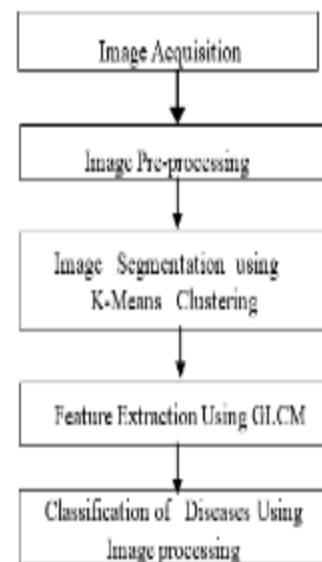 Image Acquisition
Image Pre-processing
Image Segmentation using
K-Means Clustering
Feature Extraction Using GLCM
Classification of Diseases Using
Image processing